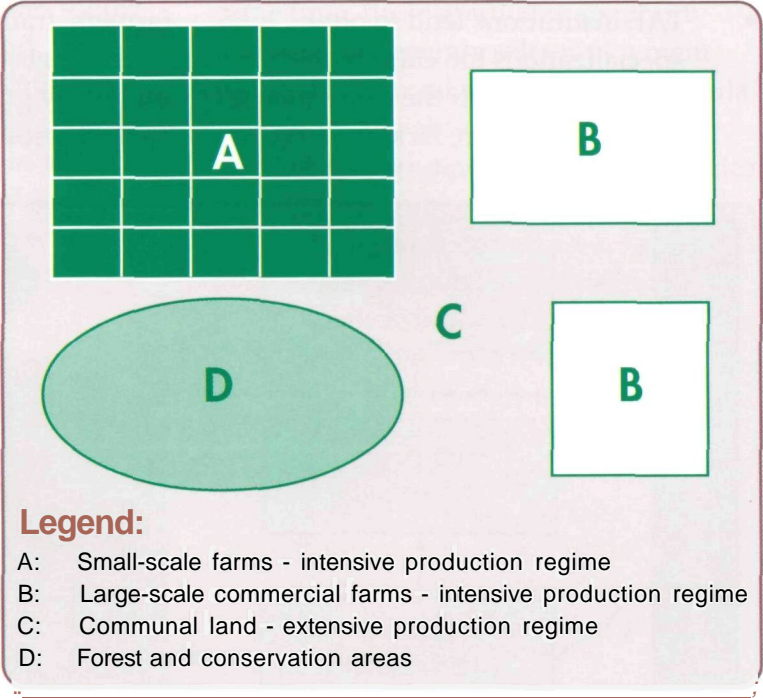 A
B
C
D
B
Legend:
A: Small-scale farms - intensive production regime
B: Large-scale commercial farms - intensive production regime
C: Communal land - extensive production regime
D: Forest and conservation areas